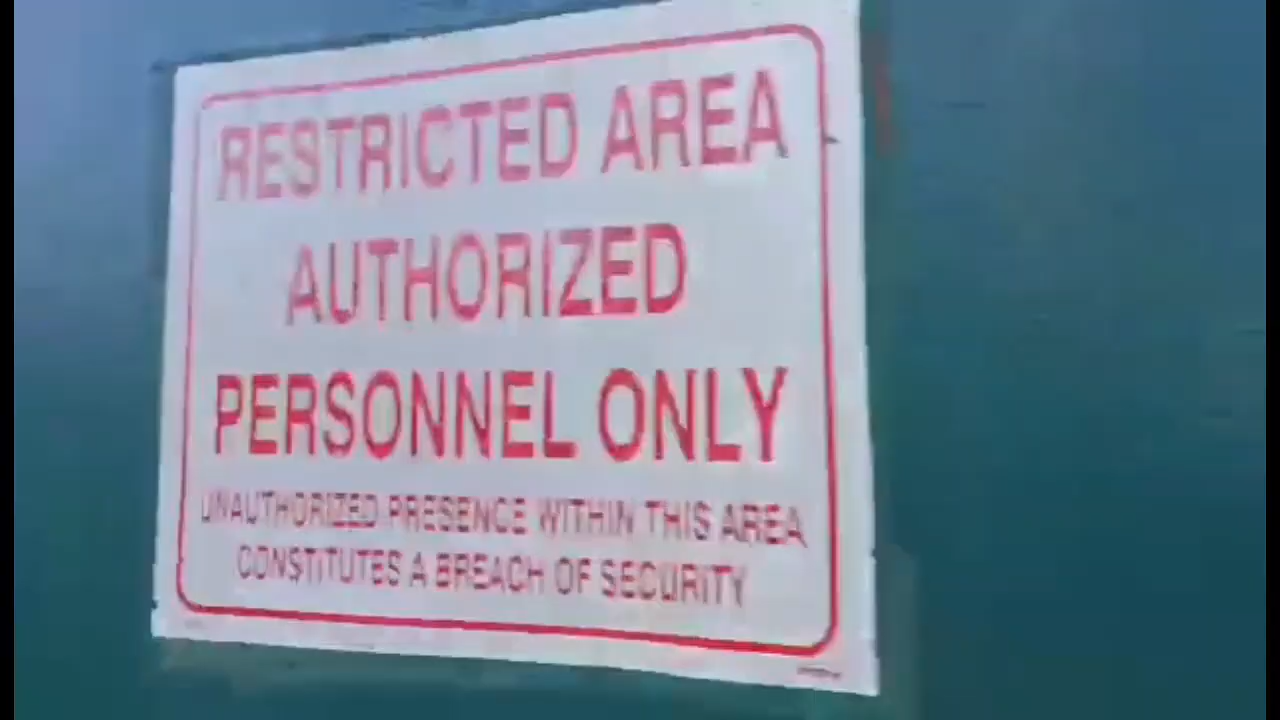 RESTRICTED AREA
AUTHORIZED
PERSONNEL ONLY
UNAUTHORIZED PRESENCE WITHIN THIS AREA
CONSTITUTES A BREACH OF SECURITY